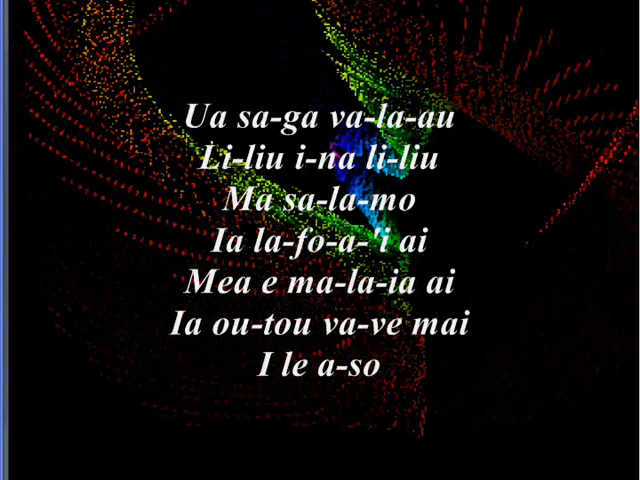 Ua sa-ga va-la-au
Li-liu i-na li-liu
Ma sa-la-mo
Ia la-fo-a-'i ai
Mea e ma-la-ia ai
Ia ou-tou va-ve mai
I le a-so